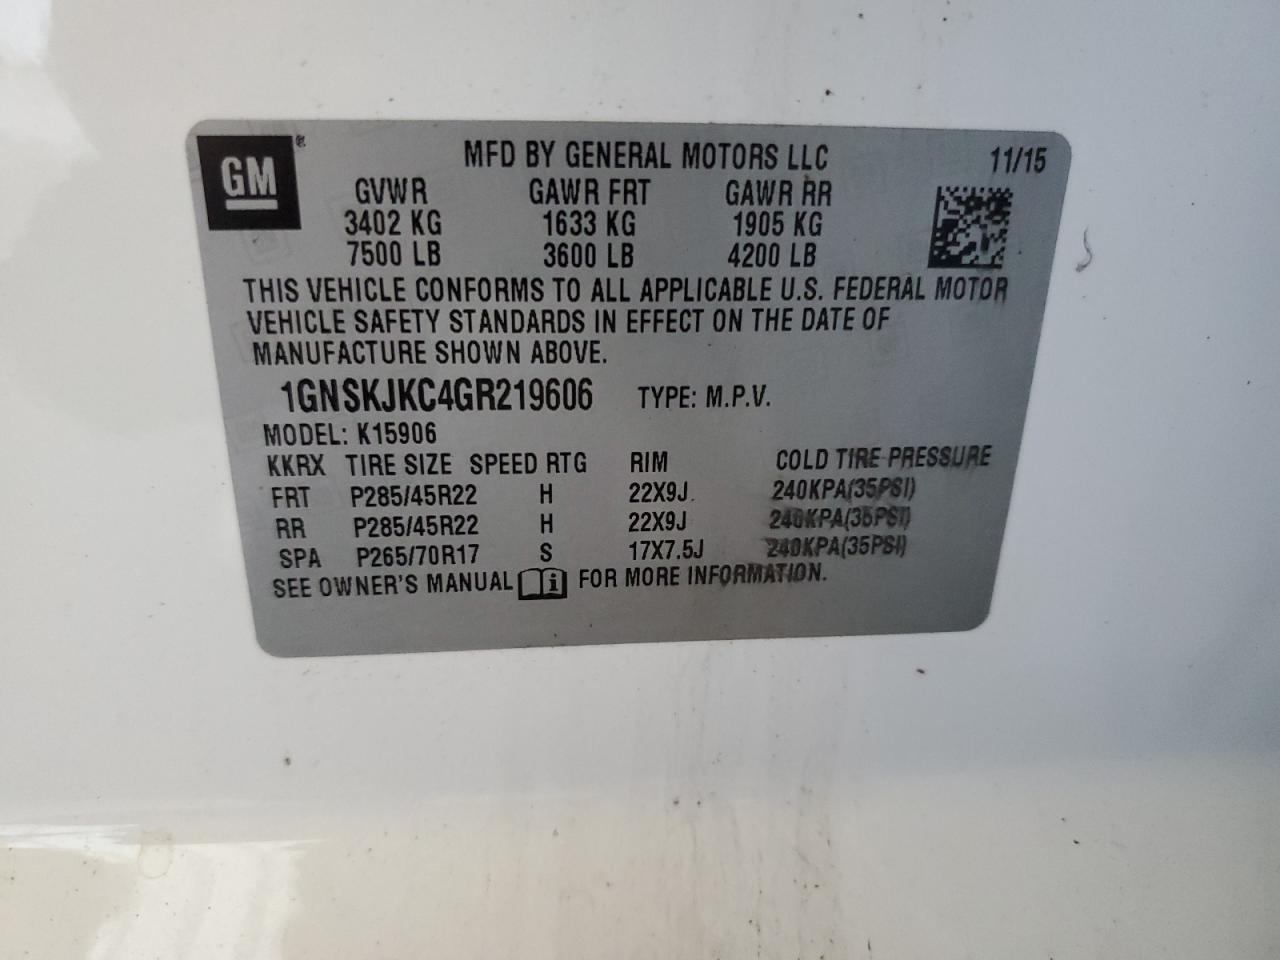 GM® MFD BY GENERAL MOTORS LLC 11/15
GVWR GAWR FRT GAWR RR
3402 KG 1633 KG 1905 KG
7500 LB 3600 LB 4200 LB
THIS VEHICLE CONFORMS TO ALL APPLICABLE U.S. FEDERAL MOTOR
VEHICLE SAFETY STANDARDS IN EFFECT ON THE DATE OF
MANUFACTURE SHOWN ABOVE.
1GNSKJKC4GR219606 TYPE: M.P.V.
MODEL: K15906
KKRX TIRE SIZE SPEED RTG RIM COLD TIRE PRESSURE
FRT P285/45R22 H 22X9J 240KPA(35PSI)
RR P285/45R22 H 22X9J 240KPA(35PSI)
SPA P265/70R17 S 17X7.5J 240KPA(35PSI)
SEE OWNER'S MANUAL i FOR MORE INFORMATION.